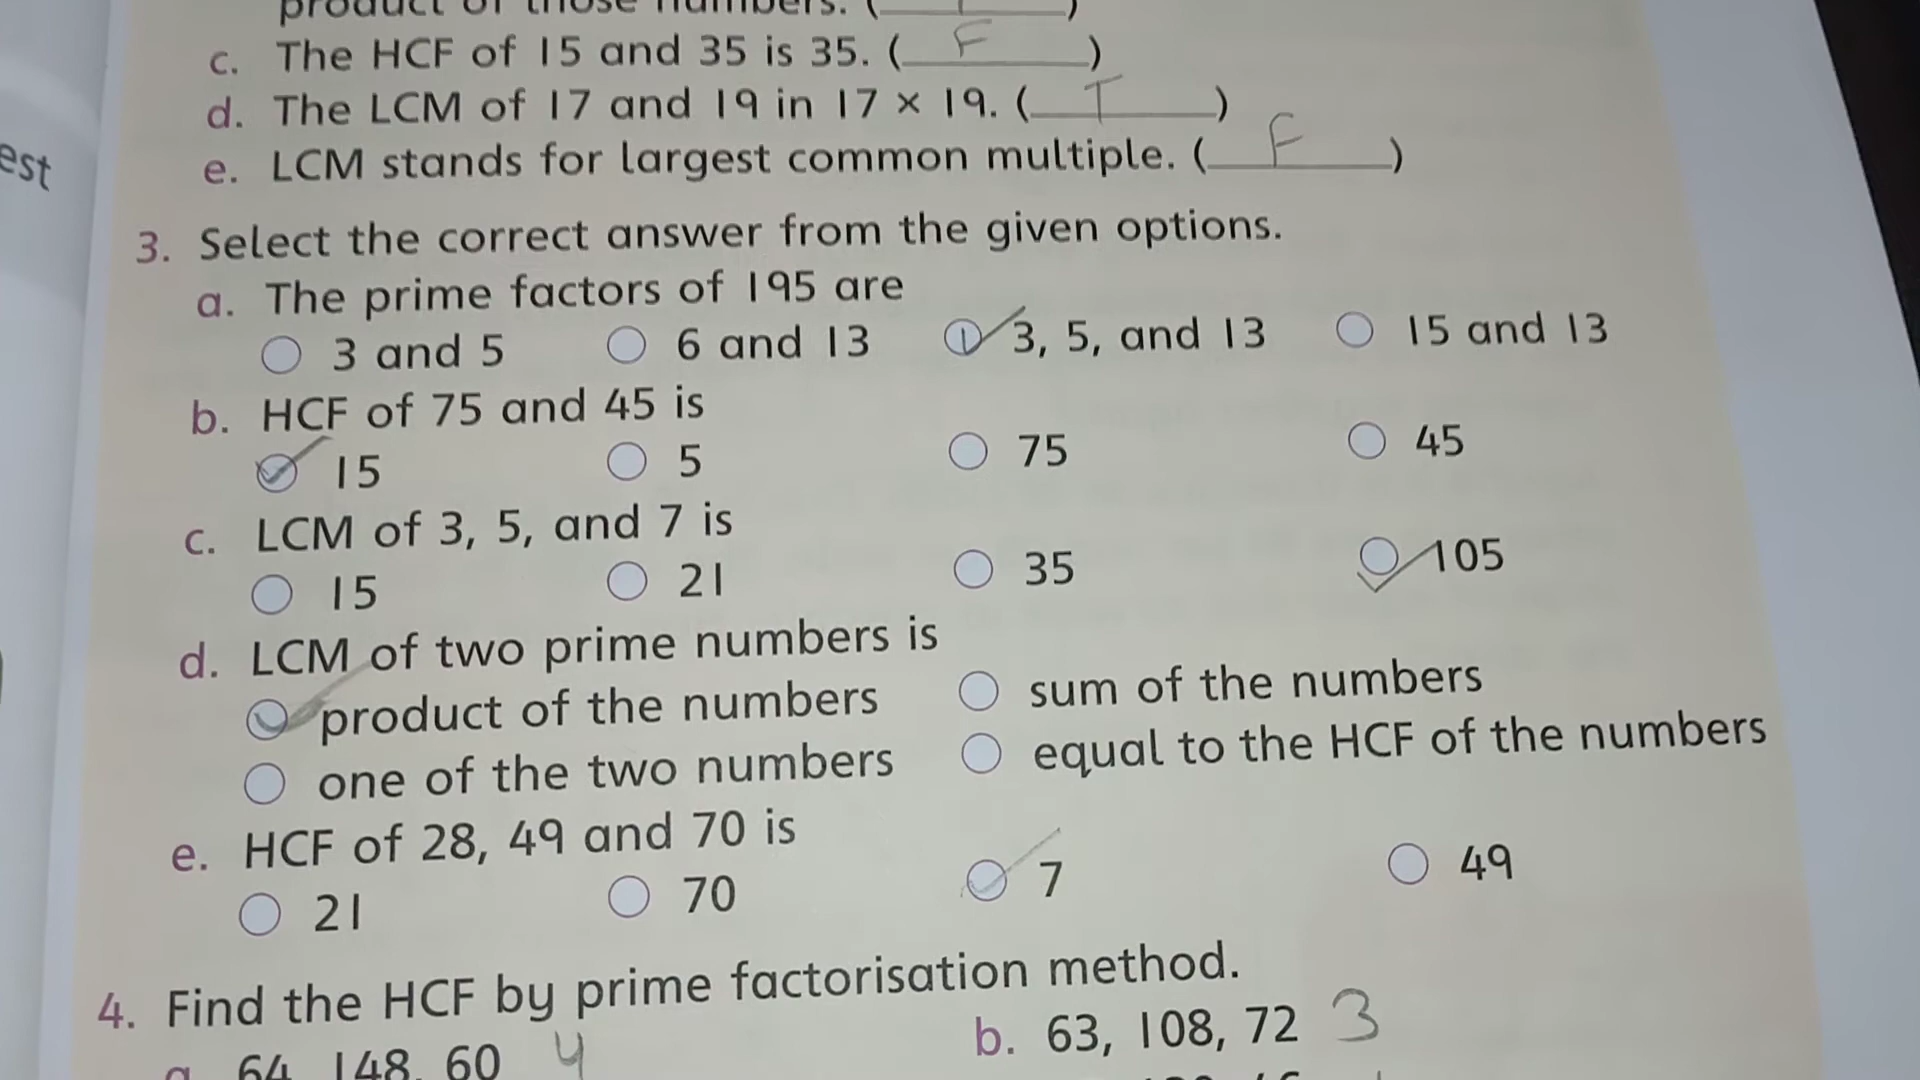 product of those numbers. (
c. The HCF of 15 and 35 is 35. ( F )
d. The LCM of 17 and 19 in 17 × 19. ( T )
est
e. LCM stands for largest common multiple. ( F )
3. Select the correct answer from the given options.
a. The prime factors of 195 are
3 and 5 6 and 13 3, 5, and 13 15 and 13
b. HCF of 75 and 45 is
15 5 75 45
c. LCM of 3, 5, and 7 is
15 21 35 105
d. LCM of two prime numbers is
product of the numbers sum of the numbers
one of the two numbers equal to the HCF of the numbers
e. HCF of 28, 49 and 70 is
21 70 7 49
4. Find the HCF by prime factorisation method.
a 64, 148, 60 4 b. 63, 108, 72 3